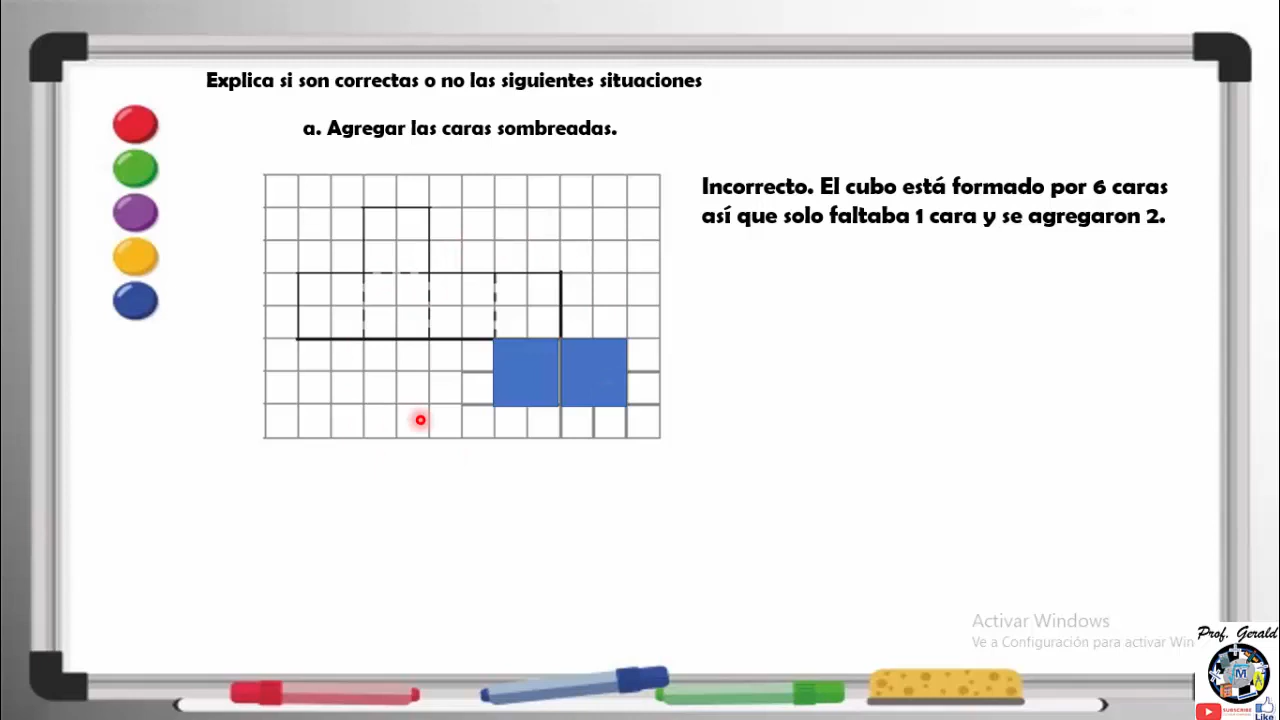 Explica si son correctas o no las siguientes situaciones
a. Agregar las caras sombreadas.
Incorrecto. El cubo está formado por 6 caras
así que solo faltaba 1 cara y se agregaron 2.
Activar Windows
Ve a Configuración para activar Win
Prof. Gerald
M
SUBSCRIBE
Like